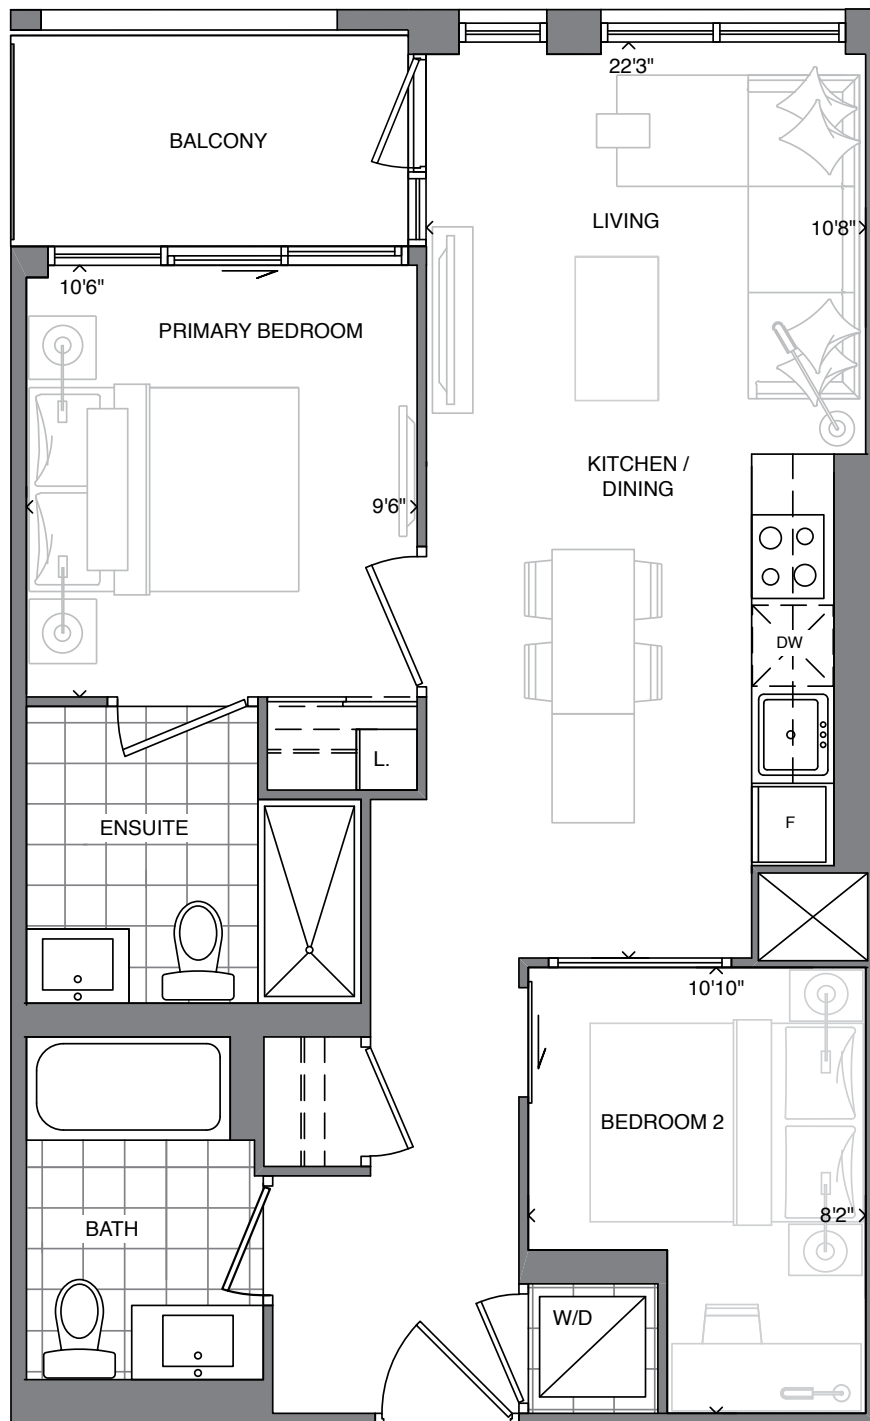 22'3"
BALCONY
LIVING
10'8"
10'6"
PRIMARY BEDROOM
KITCHEN /
DINING
9'6"
DW
L.
F
ENSUITE
10'10"
BEDROOM 2
8'2"
BATH
W/D